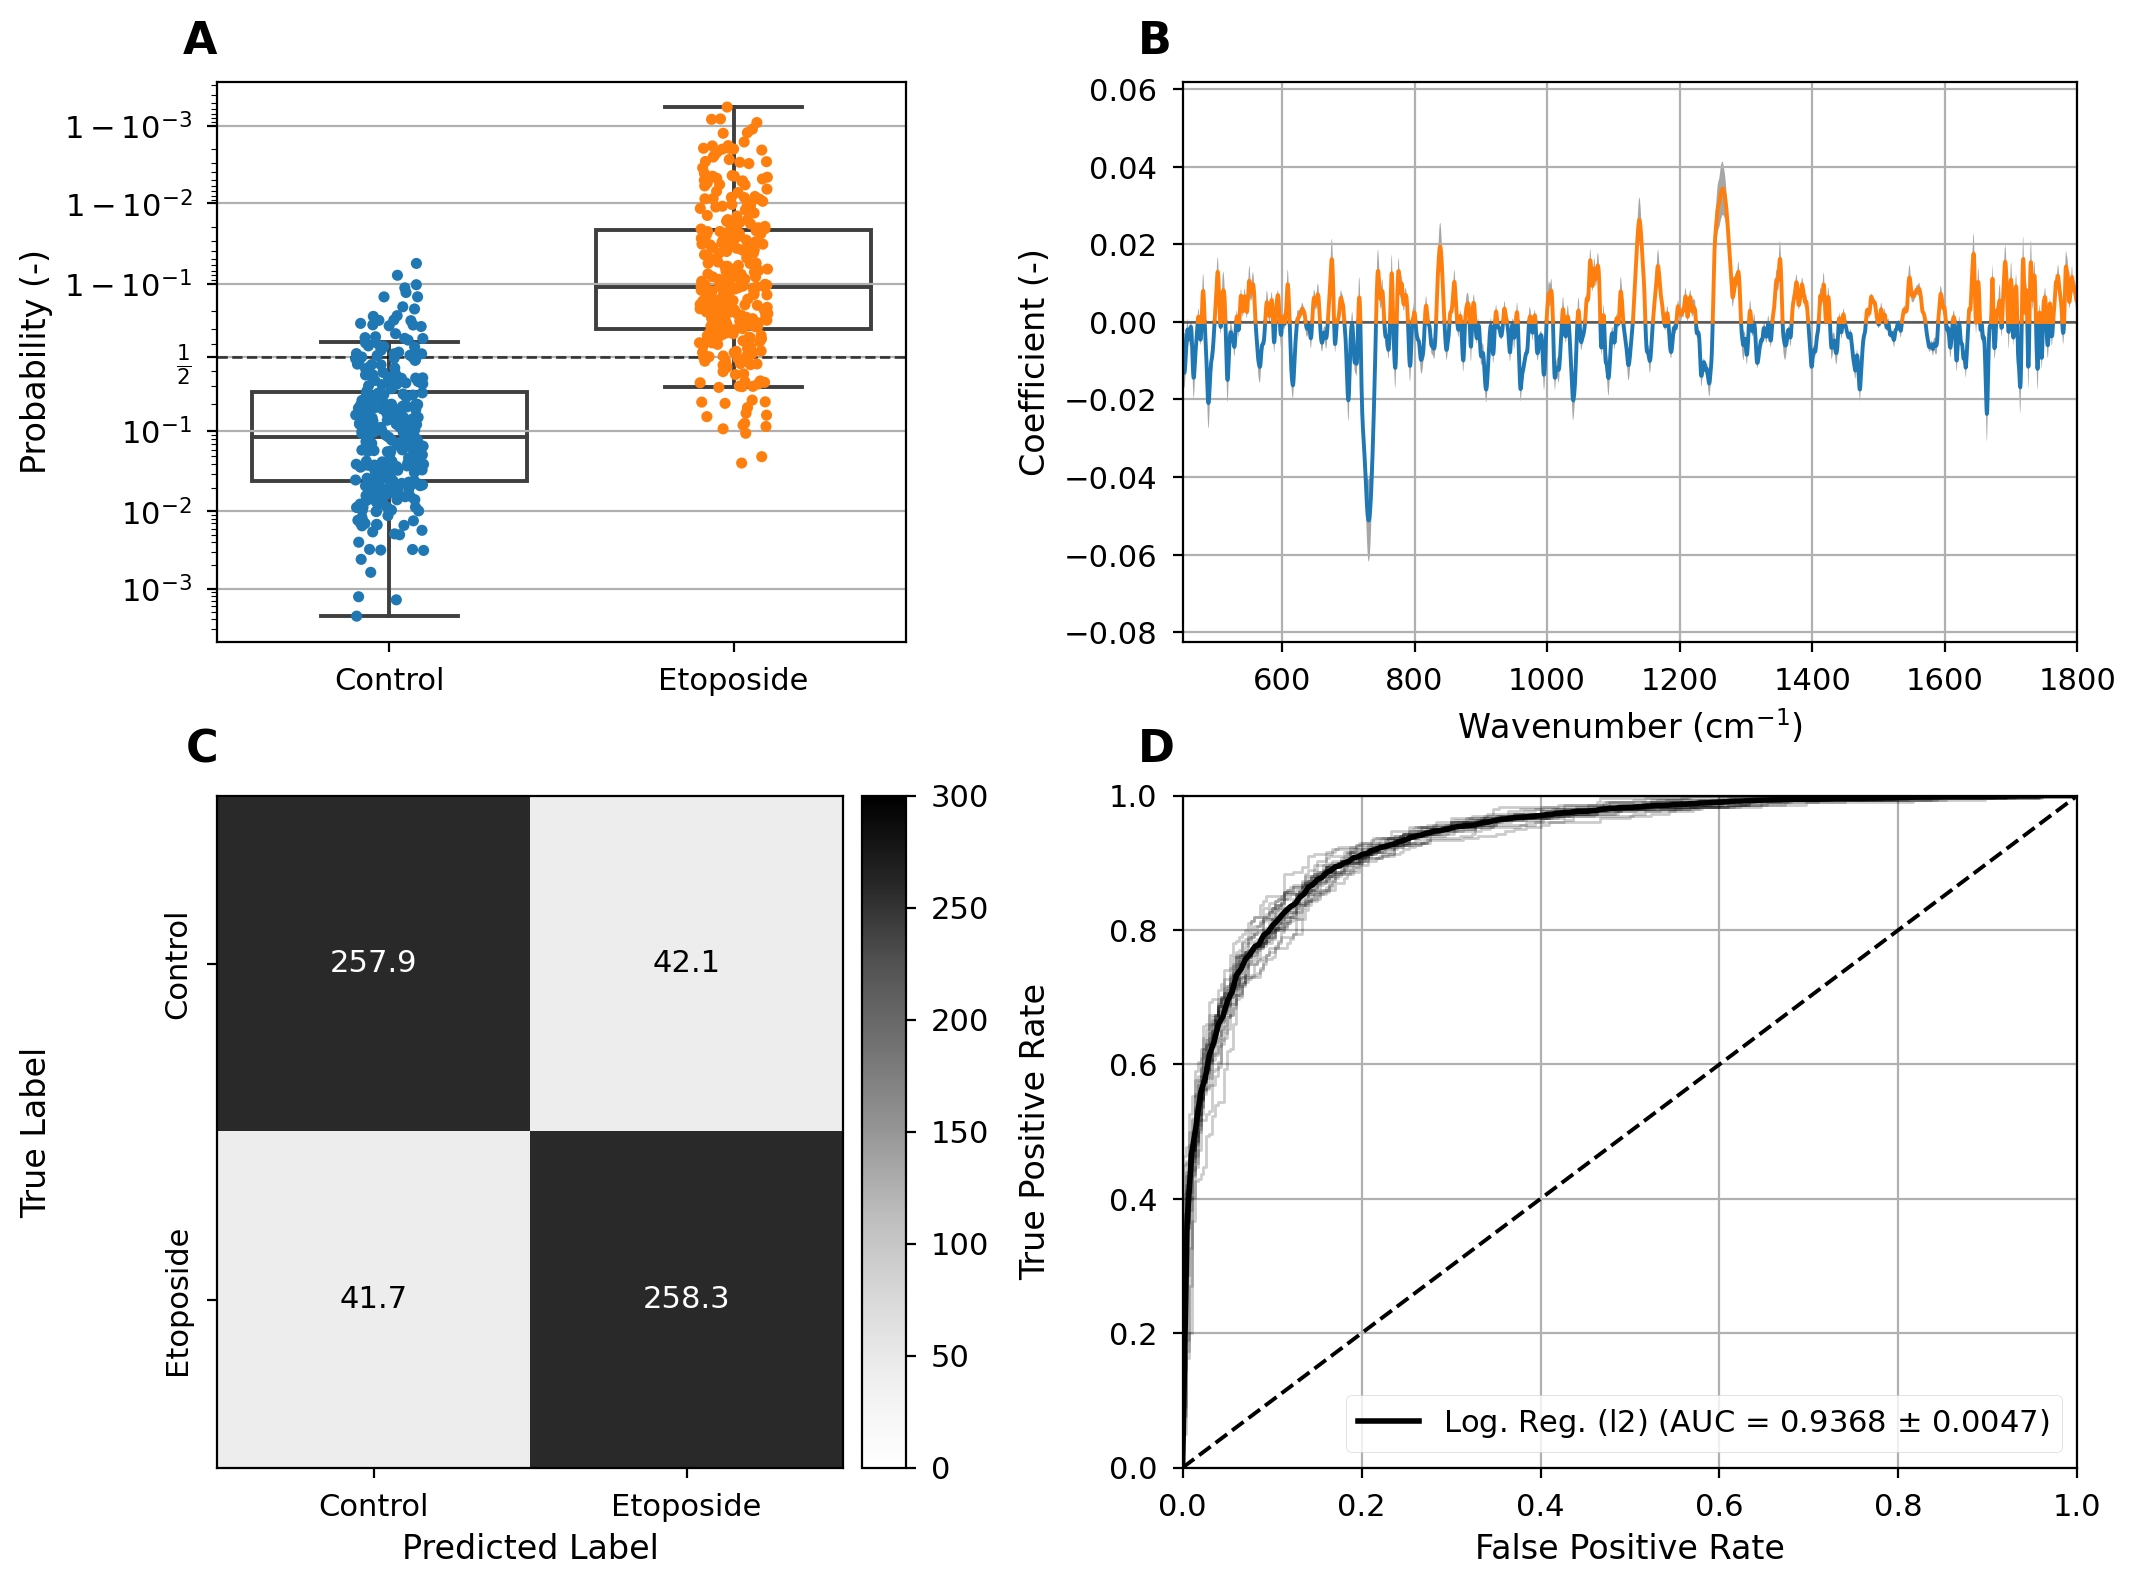 A
Probability (-)
1 − 10⁻³
1 − 10⁻²
1 − 10⁻¹
1/2
10⁻¹
10⁻²
10⁻³
Control Etoposide
B
Coefficient (-)
0.06
0.04
0.02
0.00
−0.02
−0.04
−0.06
−0.08
600 800 1000 1200 1400 1600 1800
Wavenumber (cm⁻¹)
C
True Label
Control
Etoposide
257.9 42.1
41.7 258.3
Control Etoposide
Predicted Label
300
250
200
150
100
50
0
D
True Positive Rate
1.0
0.8
0.6
0.4
0.2
0.0
Log. Reg. (l2) (AUC = 0.9368 ± 0.0047)
0.0 0.2 0.4 0.6 0.8 1.0
False Positive Rate